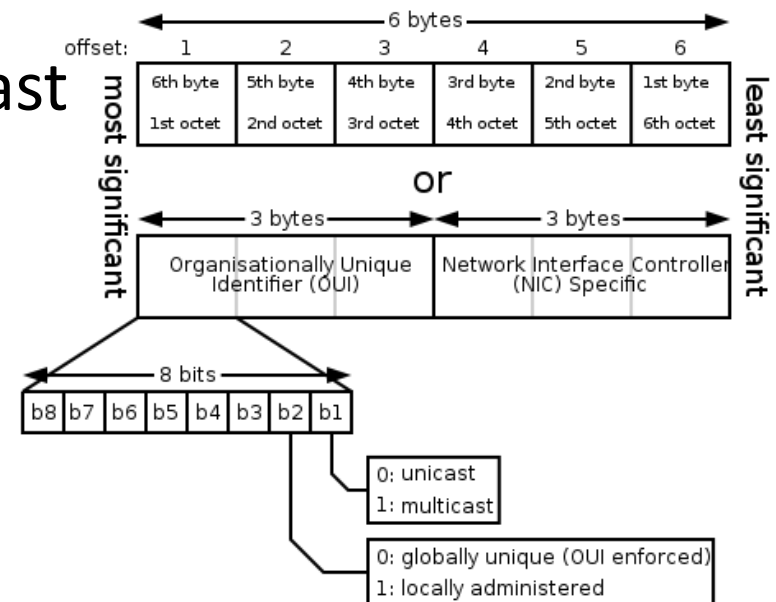 6 bytes
offset: 1 2 3 4 5 6
ast
most significant
6th byte 5th byte 4th byte 3rd byte 2nd byte 1st byte
1st octet 2nd octet 3rd octet 4th octet 5th octet 6th octet
least significant
or
3 bytes 3 bytes
Organisationally Unique Network Interface Controller
Identifier (OUI) (NIC) Specific
8 bits
b8 b7 b6 b5 b4 b3 b2 b1
0: unicast
1: multicast
0: globally unique (OUI enforced)
1: locally administered